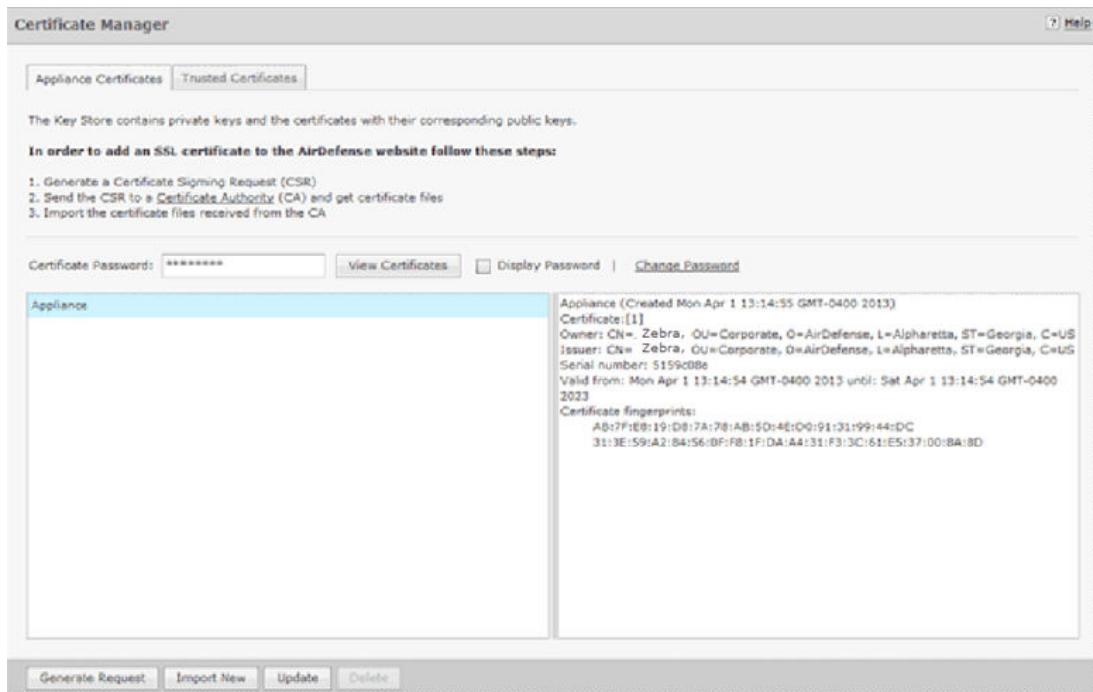 Certificate Manager
? Help
Appliance Certificates Trusted Certificates
The Key Store contains private keys and the certificates with their corresponding public keys.
In order to add an SSL certificate to the AirDefense website follow these steps:
1. Generate a Certificate Signing Request (CSR)
2. Send the CSR to a Certificate Authority (CA) and get certificate files
3. Import the certificate files received from the CA
Certificate Password: ******** View Certificates Display Password | Change Password
Appliance
Appliance (Created Mon Apr 1 13:14:55 GMT-0400 2013)
Certificate:[1]
Owner: CN= Zebra, OU=Corporate, O=AirDefense, L=Alpharetta, ST=Georgia, C=US
Issuer: CN= Zebra, OU=Corporate, O=AirDefense, L=Alpharetta, ST=Georgia, C=US
Serial number: 5159c08e
Valid from: Mon Apr 1 13:14:54 GMT-0400 2013 until: Sat Apr 1 13:14:54 GMT-0400
2023
Certificate fingerprints:
A8:7F:E8:19:D8:7A:78:AB:5D:4E:D0:91:31:99:44:DC
31:3E:59:A2:84:56:0F:F8:1F:DA:A4:31:F3:3C:61:E5:37:00:8A:8D
Generate Request Import New Update Delete